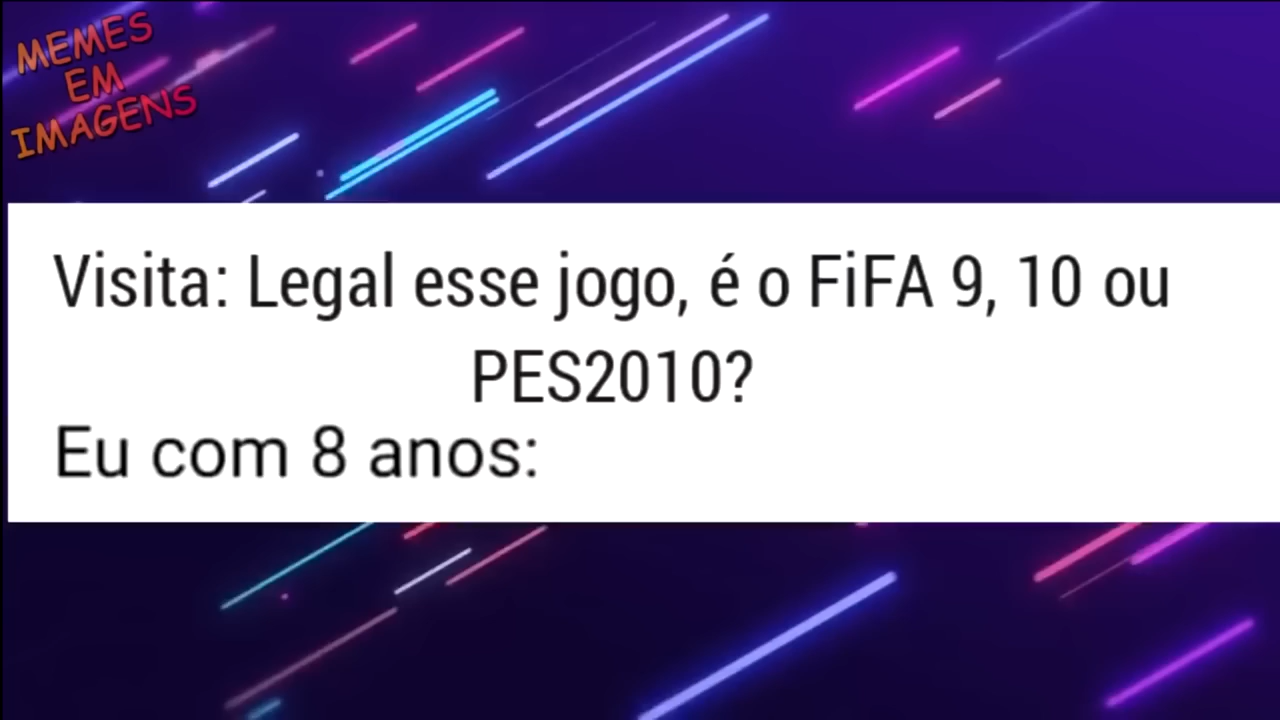 MEMES
EM
IMAGENS
Visita: Legal esse jogo, é o FiFA 9, 10 ou
PES2010?
Eu com 8 anos: